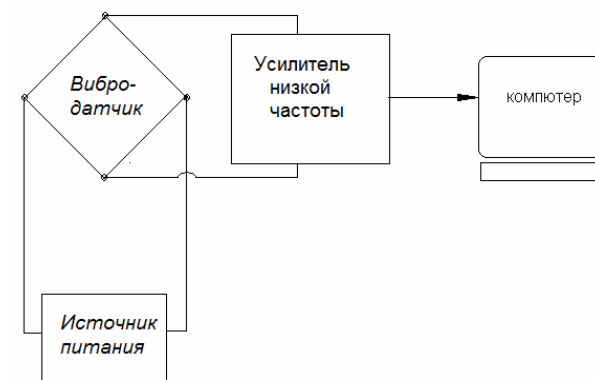 Вибро-
датчик
Усилитель
низкой
частоты
компютер
Источник
питания